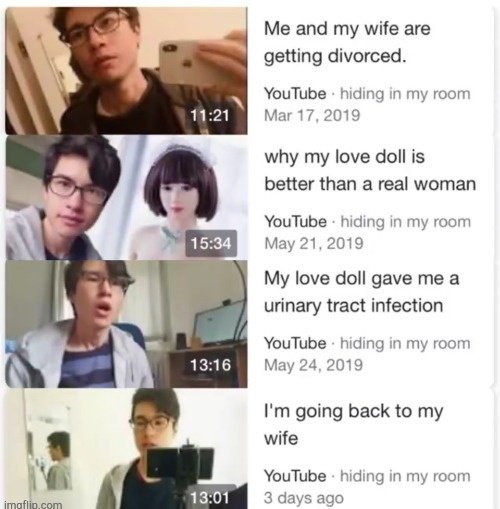 Me and my wife are
getting divorced.
YouTube · hiding in my room
11:21
Mar 17, 2019
why my love doll is
better than a real woman
YouTube · hiding in my room
15:34
May 21, 2019
My love doll gave me a
urinary tract infection
YouTube · hiding in my room
13:16
May 24, 2019
I'm going back to my
wife
YouTube · hiding in my room
13:01
3 days ago
imgflip.com